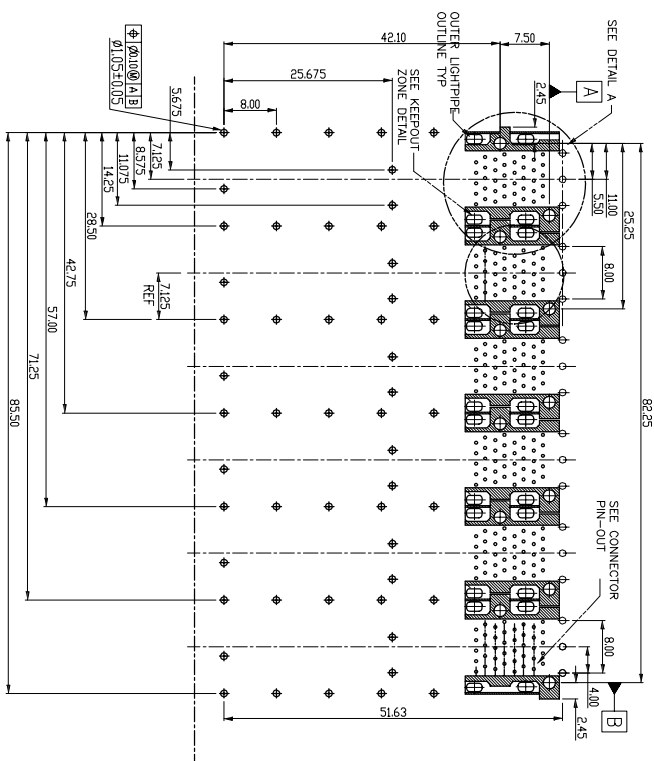 SEE DETAIL A
OUTER LIGHTPIPE
OUTLINE TYP
SEE KEEPOUT
ZONE DETAIL
SEE CONNECTOR
PIN-OUT
A
B
7.50
42.10
2.45
25.675
8.00
⌖ Ø0.10Ⓜ A B
Ø1.05±0.05
5.675
7.125
8.575
11.075
14.25
28.50
42.75
57.00
71.25
85.50
7.125
REF
11.00
5.50
25.25
8.00
82.25
8.00
4.00
2.45
51.63